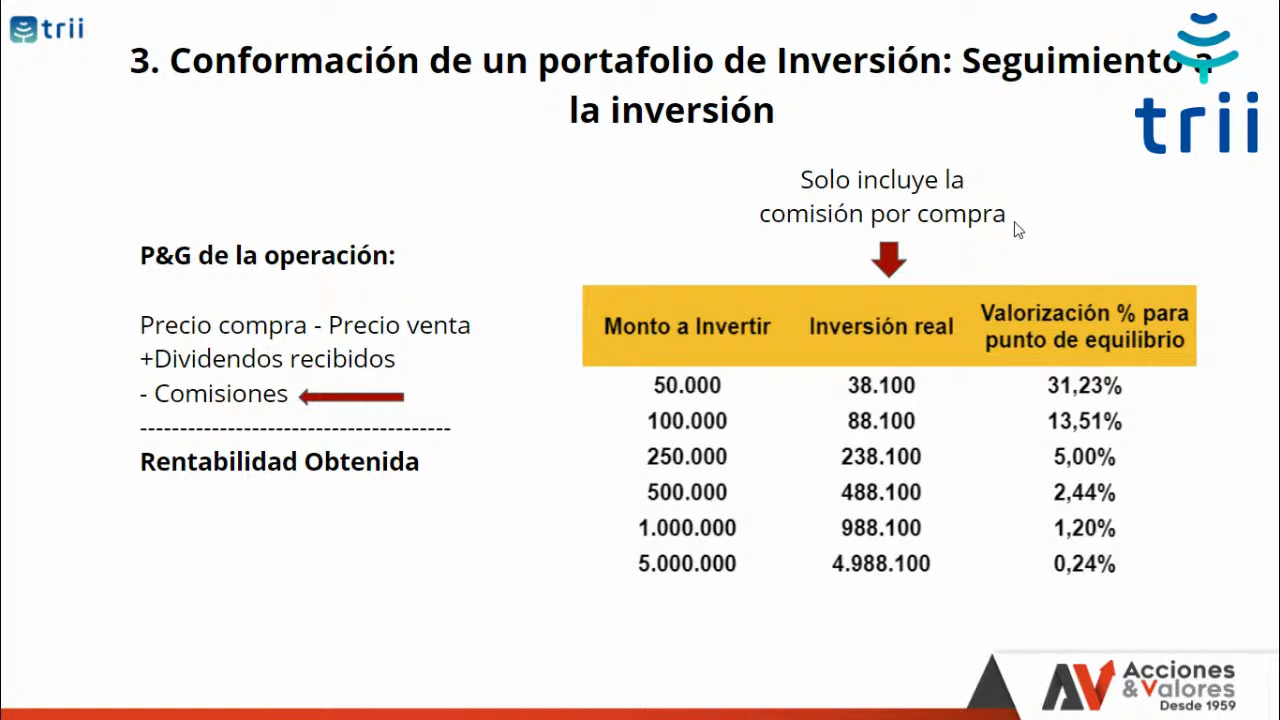 trii
3. Conformación de un portafolio de Inversión: Seguimiento a
la inversión
trii
Solo incluye la
comisión por compra
P&G de la operación:
Precio compra - Precio venta
+Dividendos recibidos
- Comisiones
---------------------------------------
Rentabilidad Obtenida
Monto a Invertir Inversión real Valorización % para
punto de equilibrio
50.000 38.100 31,23%
100.000 88.100 13,51%
250.000 238.100 5,00%
500.000 488.100 2,44%
1.000.000 988.100 1,20%
5.000.000 4.988.100 0,24%
AV Acciones
&Valores
Desde 1959